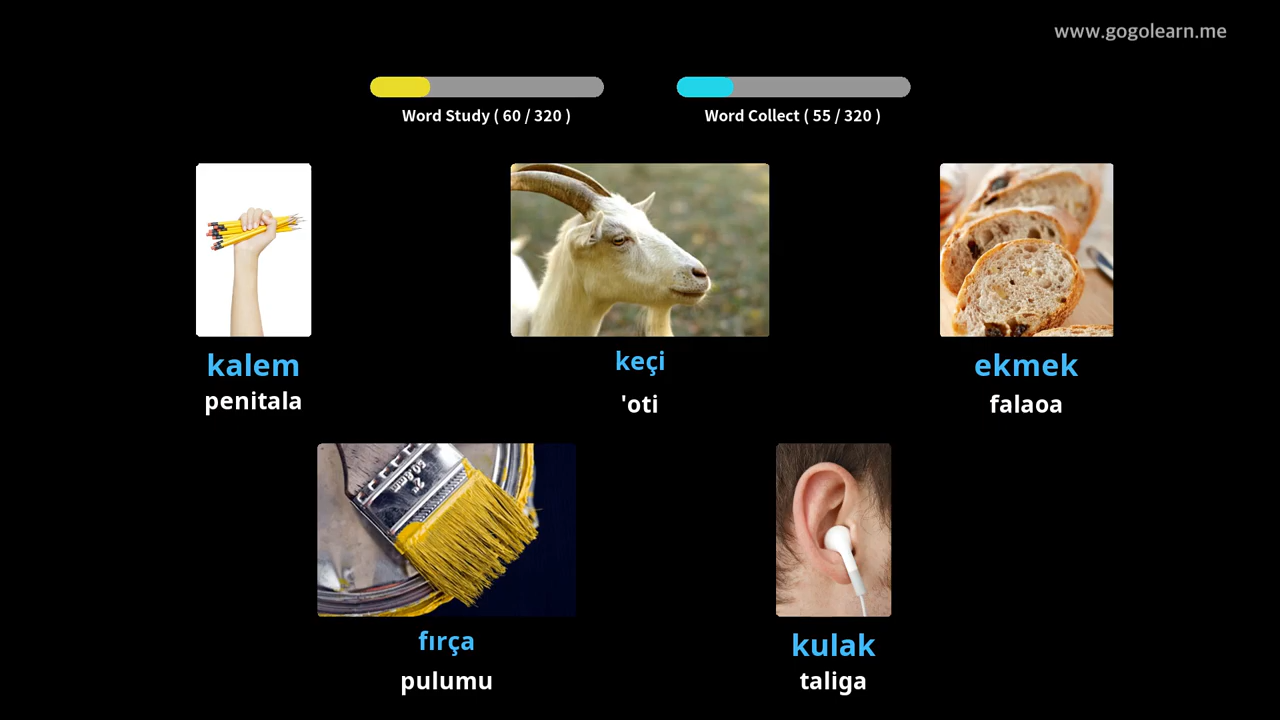 www.gogolearn.me
Word Study ( 60 / 320 )
Word Collect ( 55 / 320 )
kalem
penitala
keçi
'oti
ekmek
falaoa
fırça
pulumu
kulak
taliga